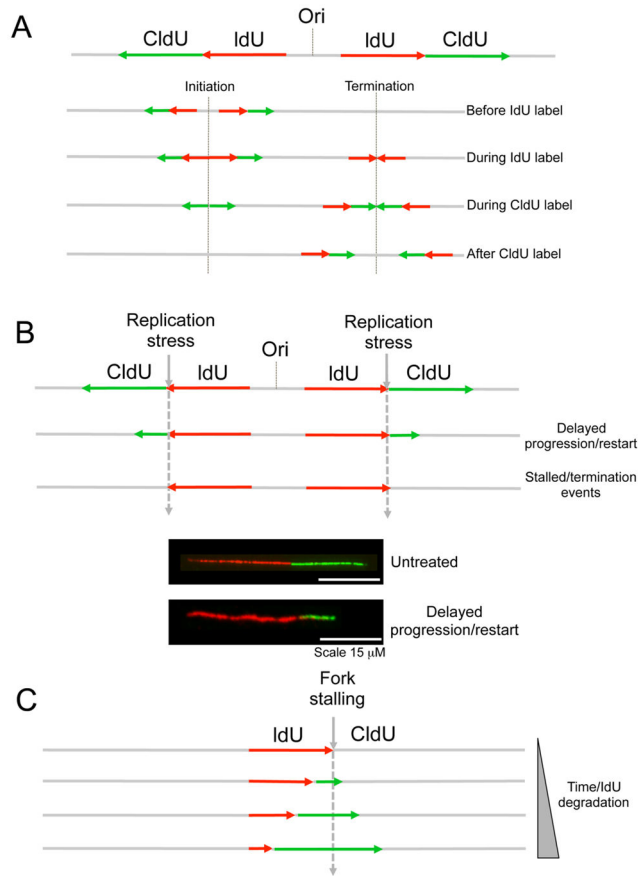 A
Ori
CldU IdU IdU CldU
Initiation Termination
Before IdU label
During IdU label
During CldU label
After CldU label
B
Replication
stress
Replication
stress
CldU IdU Ori IdU CldU
Delayed
progression/restart
Stalled/termination
events
Untreated
Delayed
progression/restart
Scale 15 μM
C
Fork
stalling
IdU CldU
Time/IdU
degradation